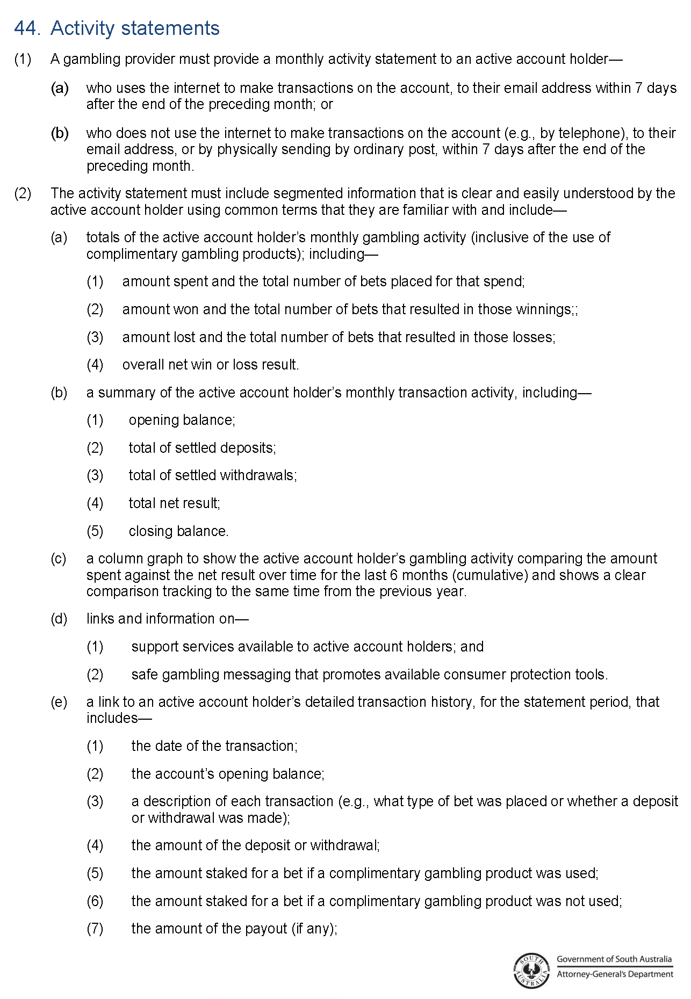 44. Activity statements
(1) A gambling provider must provide a monthly activity statement to an active account holder—
(a) who uses the internet to make transactions on the account, to their email address within 7 days
after the end of the preceding month; or
(b) who does not use the internet to make transactions on the account (e.g., by telephone), to their
email address, or by physically sending by ordinary post, within 7 days after the end of the
preceding month.
(2) The activity statement must include segmented information that is clear and easily understood by the
active account holder using common terms that they are familiar with and include—
(a) totals of the active account holder’s monthly gambling activity (inclusive of the use of
complimentary gambling products); including—
(1) amount spent and the total number of bets placed for that spend;
(2) amount won and the total number of bets that resulted in those winnings;;
(3) amount lost and the total number of bets that resulted in those losses;
(4) overall net win or loss result.
(b) a summary of the active account holder’s monthly transaction activity, including—
(1) opening balance;
(2) total of settled deposits;
(3) total of settled withdrawals;
(4) total net result;
(5) closing balance.
(c) a column graph to show the active account holder’s gambling activity comparing the amount
spent against the net result over time for the last 6 months (cumulative) and shows a clear
comparison tracking to the same time from the previous year.
(d) links and information on—
(1) support services available to active account holders; and
(2) safe gambling messaging that promotes available consumer protection tools.
(e) a link to an active account holder’s detailed transaction history, for the statement period, that
includes—
(1) the date of the transaction;
(2) the account’s opening balance;
(3) a description of each transaction (e.g., what type of bet was placed or whether a deposit
or withdrawal was made);
(4) the amount of the deposit or withdrawal;
(5) the amount staked for a bet if a complimentary gambling product was used;
(6) the amount staked for a bet if a complimentary gambling product was not used;
(7) the amount of the payout (if any);
SOUTH AUSTRALIA
Government of South Australia
Attorney-General’s Department